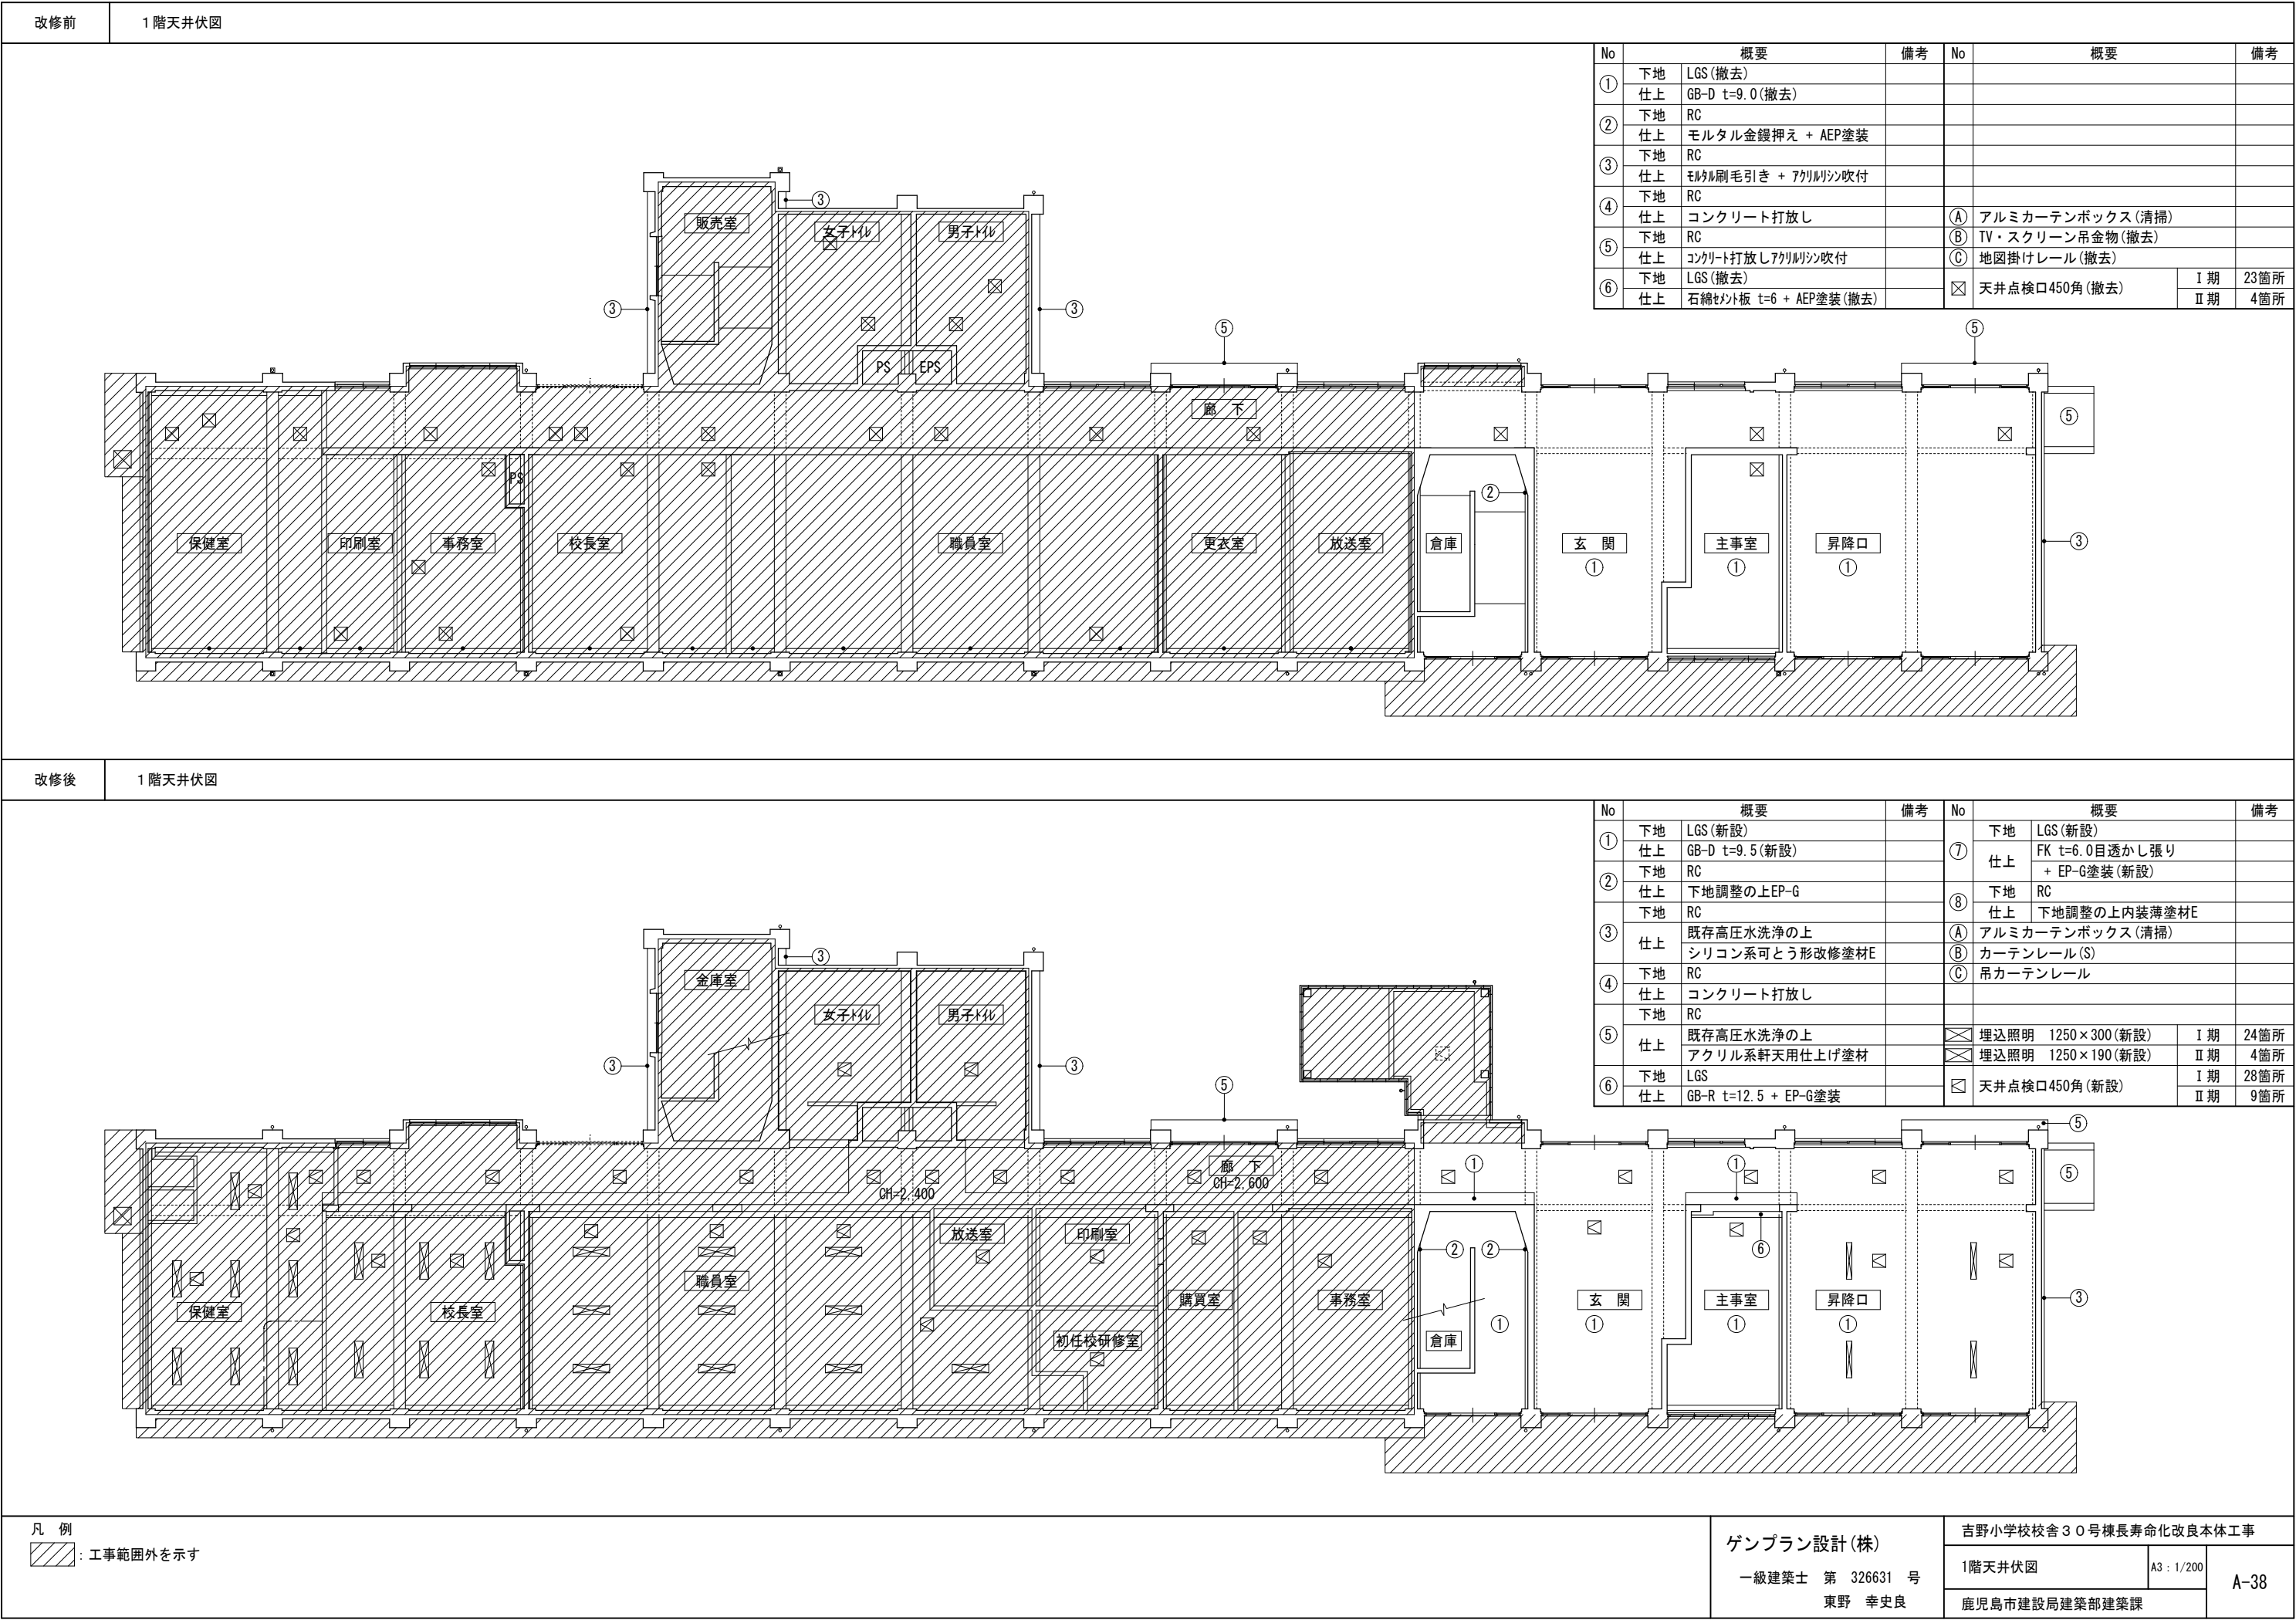 改修前 1階天井伏図
No 概要 備考 No 概要 備考
① 下地 LGS(撤去)
仕上 GB-D t=9.0(撤去)
② 下地 RC
仕上 モルタル金鏝押え + AEP塗装
③ 下地 RC
仕上 ﾓﾙﾀﾙ刷毛引き + ｱｸﾘﾙﾘｼﾝ吹付
④ 下地 RC
仕上 コンクリート打放し Ⓐ アルミカーテンボックス(清掃)
⑤ 下地 RC Ⓑ TV・スクリーン吊金物(撤去)
仕上 ｺﾝｸﾘｰﾄ打放しｱｸﾘﾙﾘｼﾝ吹付 Ⓒ 地図掛けレール(撤去)
⑥ 下地 LGS(撤去) 天井点検口450角(撤去) Ⅰ期 23箇所
仕上 石綿ｾﾒﾝﾄ板 t=6 + AEP塗装(撤去) Ⅱ期 4箇所
③
販売室 女子ﾄｲﾚ 男子ﾄｲﾚ
③ ③
⑤ ⑤
PS EPS
廊 下 ⑤
PS ②
保健室 印刷室 事務室 校長室 職員室 更衣室 放送室 倉庫 玄 関 主事室 昇降口 ③
① ① ①
改修後 1階天井伏図
No 概要 備考 No 概要 備考
① 下地 LGS(新設) ⑦ 下地 LGS(新設)
仕上 GB-D t=9.5(新設) 仕上 FK t=6.0目透かし張り
② 下地 RC + EP-G塗装(新設)
仕上 下地調整の上EP-G ⑧ 下地 RC
③ 下地 RC 仕上 下地調整の上内装薄塗材E
仕上 既存高圧水洗浄の上 Ⓐ アルミカーテンボックス(清掃)
シリコン系可とう形改修塗材E Ⓑ カーテンレール(S)
④ 下地 RC Ⓒ 吊カーテンレール
仕上 コンクリート打放し
⑤ 下地 RC
仕上 既存高圧水洗浄の上 埋込照明 1250×300(新設) Ⅰ期 24箇所
アクリル系軒天用仕上げ塗材 埋込照明 1250×190(新設) Ⅱ期 4箇所
⑥ 下地 LGS 天井点検口450角(新設) Ⅰ期 28箇所
仕上 GB-R t=12.5 + EP-G塗装 Ⅱ期 9箇所
③
金庫室 女子ﾄｲﾚ 男子ﾄｲﾚ
③ ③
⑤ ⑤
廊 下 ① ① ⑤
CH=2,400 CH=2,600
放送室 印刷室 ② ② ⑥
職員室
保健室 校長室 購買室 事務室 玄 関 主事室 昇降口 ③
① ① ① ①
初任校研修室 倉庫
凡 例
：工事範囲外を示す
ゲンプラン設計(株)
一級建築士 第 326631 号
東野 幸史良
吉野小学校校舎３０号棟長寿命化改良本体工事
1階天井伏図 A3：1/200 A-38
鹿児島市建設局建築部建築課